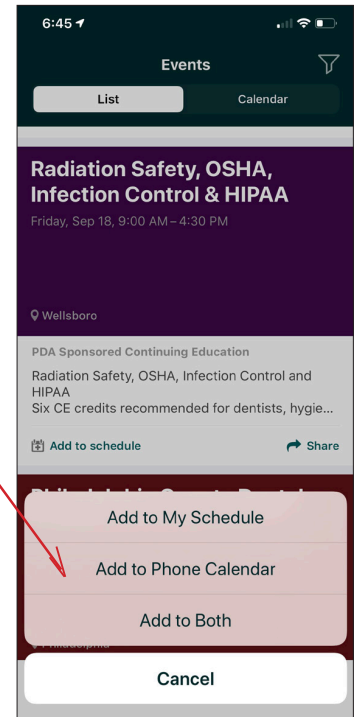 6:45
Events
List
Calendar
Radiation Safety, OSHA,
Infection Control & HIPAA
Friday, Sep 18, 9:00 AM – 4:30 PM
Wellsboro
PDA Sponsored Continuing Education
Radiation Safety, OSHA, Infection Control and
HIPAA
Six CE credits recommended for dentists, hygie...
Add to schedule
Share
Add to My Schedule
Add to Phone Calendar
Add to Both
Philadelphia
Cancel